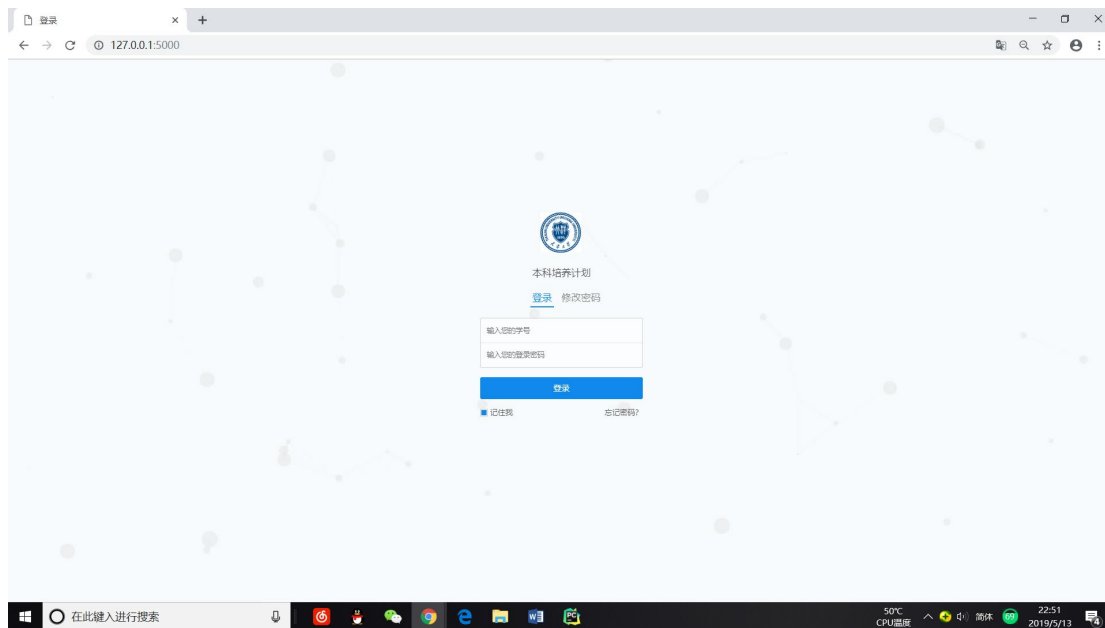 登录
127.0.0.1:5000
本科培养计划
登录 修改密码
输入您的学号
输入您的登录密码
登录
记住我 忘记密码?
在此键入进行搜索
50℃
CPU温度
简体
69
22:51
2019/5/13
4